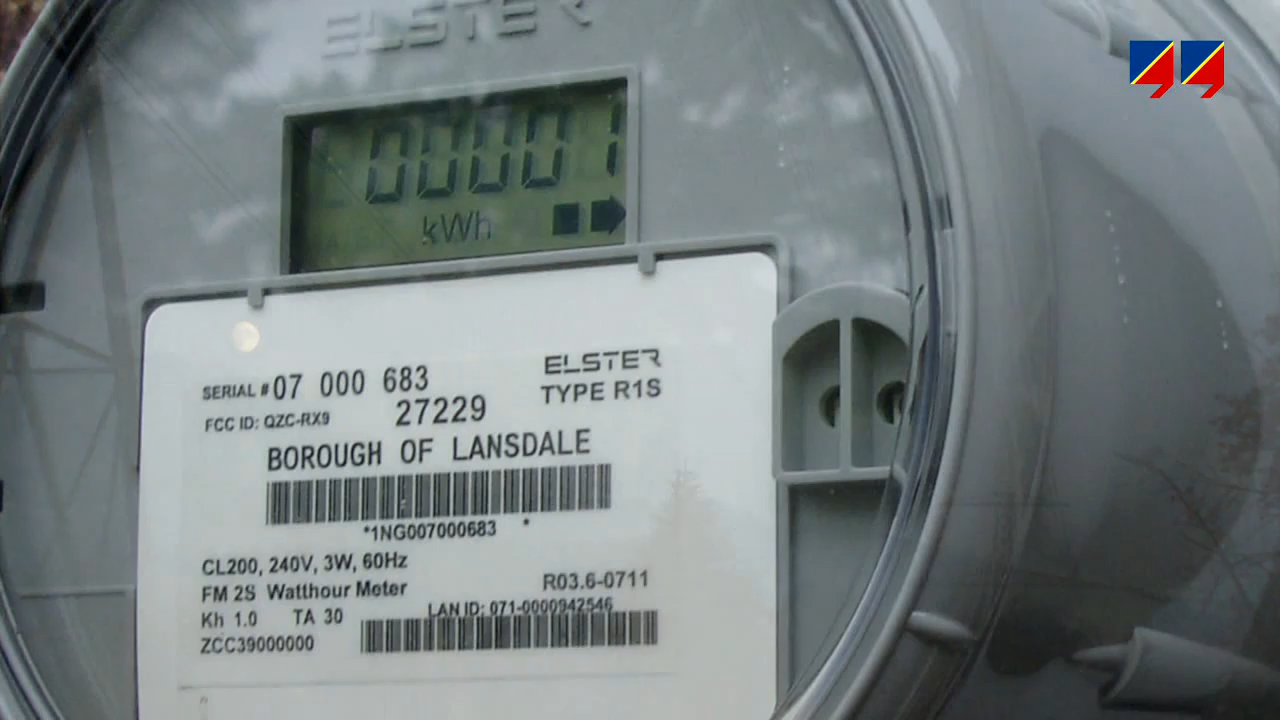 ELSTER
00001
kWh
ELSTER
SERIAL # 07 000 683
TYPE R1S
FCC ID: QZC-RX9
27229
BOROUGH OF LANSDALE
*1NG007000683 *
CL200, 240V, 3W, 60Hz
FM 2S Watthour Meter
R03.6-0711
Kh 1.0 TA 30
LAN ID: 071-0000942546
ZCC39000000